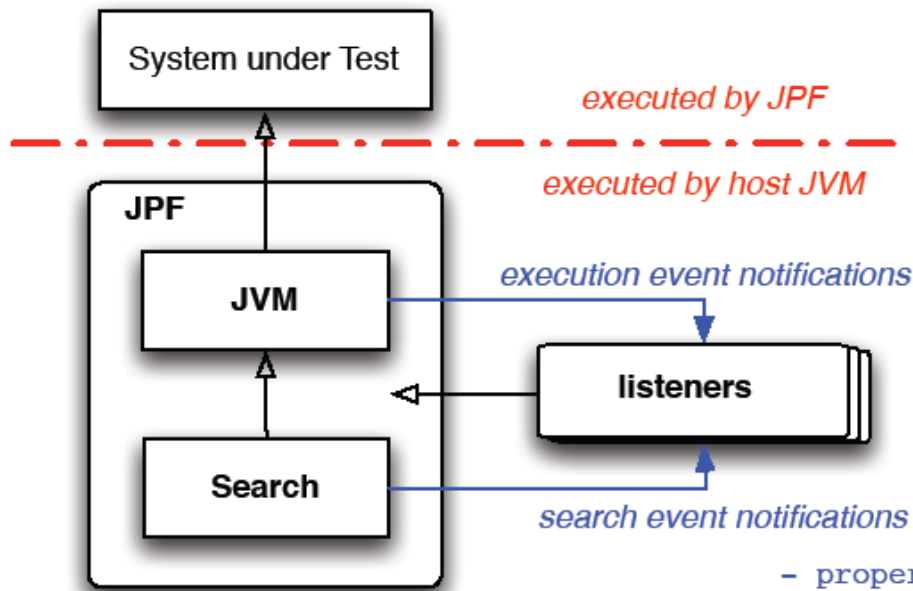 System under Test
executed by JPF
executed by host JVM
JPF
execution event notifications
JVM
listeners
Search
search event notifications
-